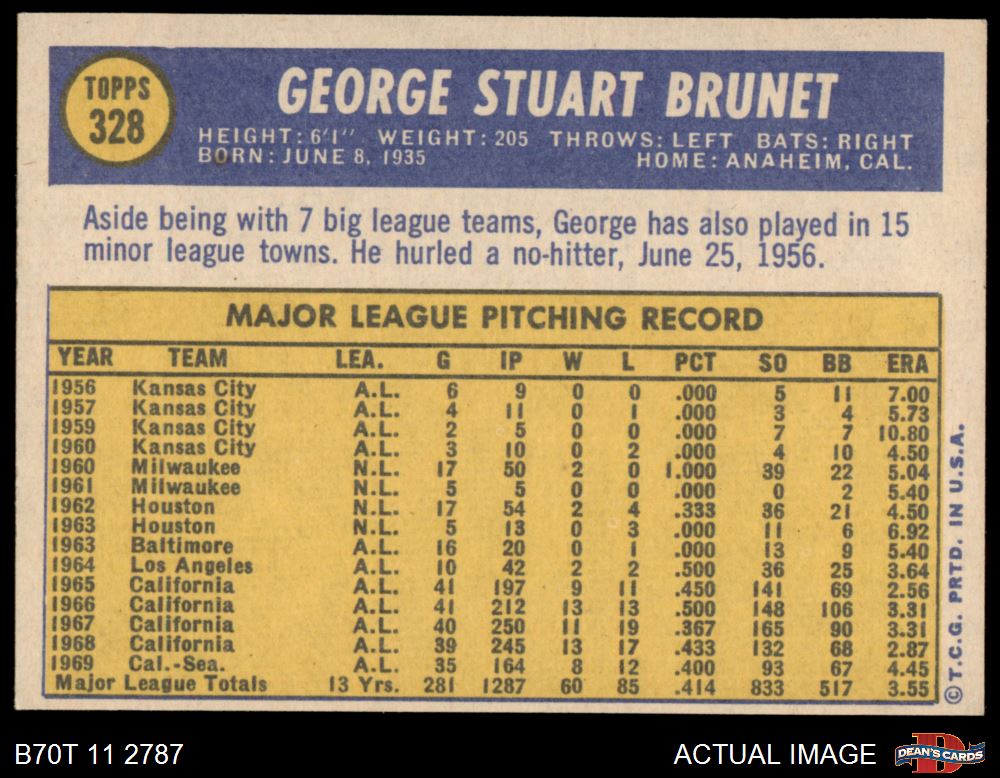 TOPPS
328
GEORGE STUART BRUNET
HEIGHT: 6'1" WEIGHT: 205 THROWS: LEFT BATS: RIGHT
BORN: JUNE 8, 1935 HOME: ANAHEIM, CAL.
Aside being with 7 big league teams, George has also played in 15
minor league towns. He hurled a no-hitter, June 25, 1956.
MAJOR LEAGUE PITCHING RECORD
YEAR TEAM LEA. G IP W L PCT SO BB ERA
1956 Kansas City A.L. 6 9 0 0 .000 5 11 7.00
1957 Kansas City A.L. 4 11 0 1 .000 3 4 5.73
1959 Kansas City A.L. 2 5 0 0 .000 7 7 10.80
1960 Kansas City A.L. 3 10 0 2 .000 4 10 4.50
1960 Milwaukee N.L. 17 50 2 0 1.000 39 22 5.04
1961 Milwaukee N.L. 5 5 0 0 .000 0 2 5.40
1962 Houston N.L. 17 54 2 4 .333 36 21 4.50
1963 Houston N.L. 5 13 0 3 .000 11 6 6.92
1963 Baltimore A.L. 16 20 0 1 .000 13 9 5.40
1964 Los Angeles A.L. 10 42 2 2 .500 36 25 3.64
1965 California A.L. 41 197 9 11 .450 141 69 2.56
1966 California A.L. 41 212 13 13 .500 148 106 3.31
1967 California A.L. 40 250 11 19 .367 165 90 3.31
1968 California A.L. 39 245 13 17 .433 132 68 2.87
1969 Cal.-Sea. A.L. 35 164 8 12 .400 93 67 4.45
Major League Totals 13 Yrs. 281 1287 60 85 .414 833 517 3.55
© T.C.G. PRTD. IN U.S.A.
B70T 11 2787 ACTUAL IMAGE
DEAN'S CARDS